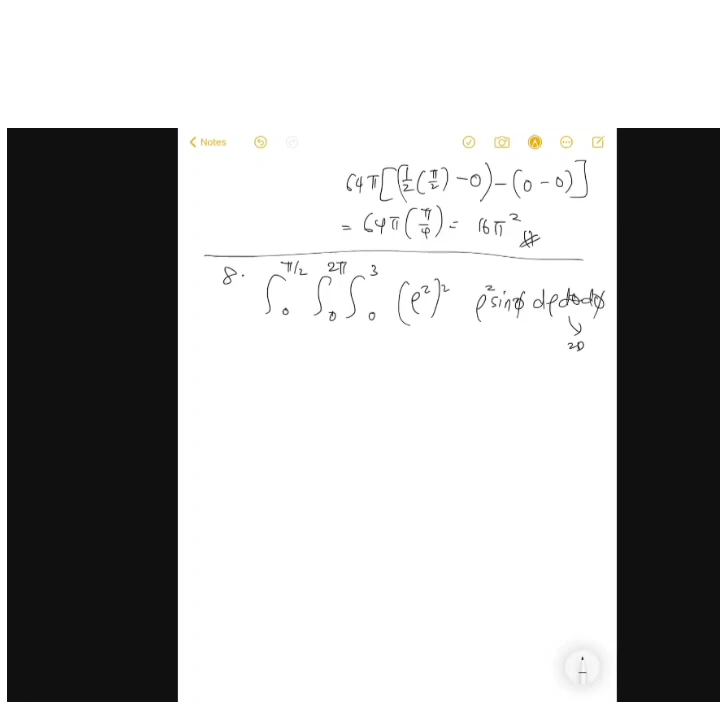 Notes
64π[(1/2(π/2)-0)-(0-0)]
= 64π(π/4) = 16π² #
8. ∫₀^π/2 ∫₀^2π ∫₀^3 (ρ²)² ρ² sinφ dρ dθ dφ
↓
2π